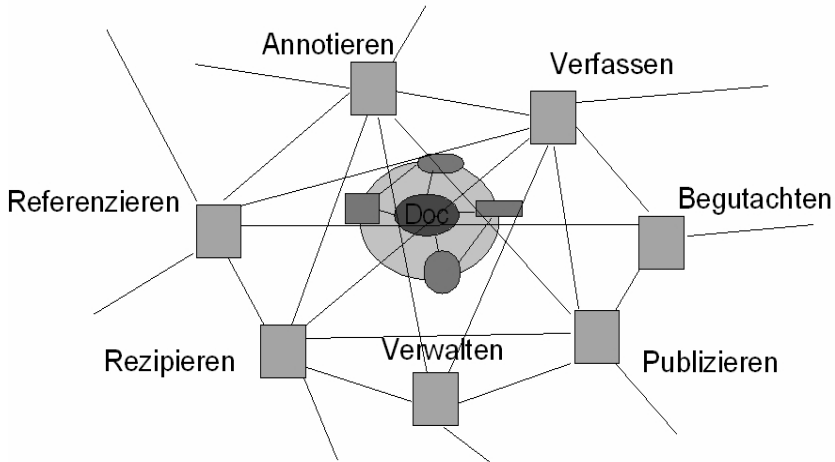 Annotieren
Verfassen
Referenzieren
Doc
Begutachten
Rezipieren
Verwalten
Publizieren